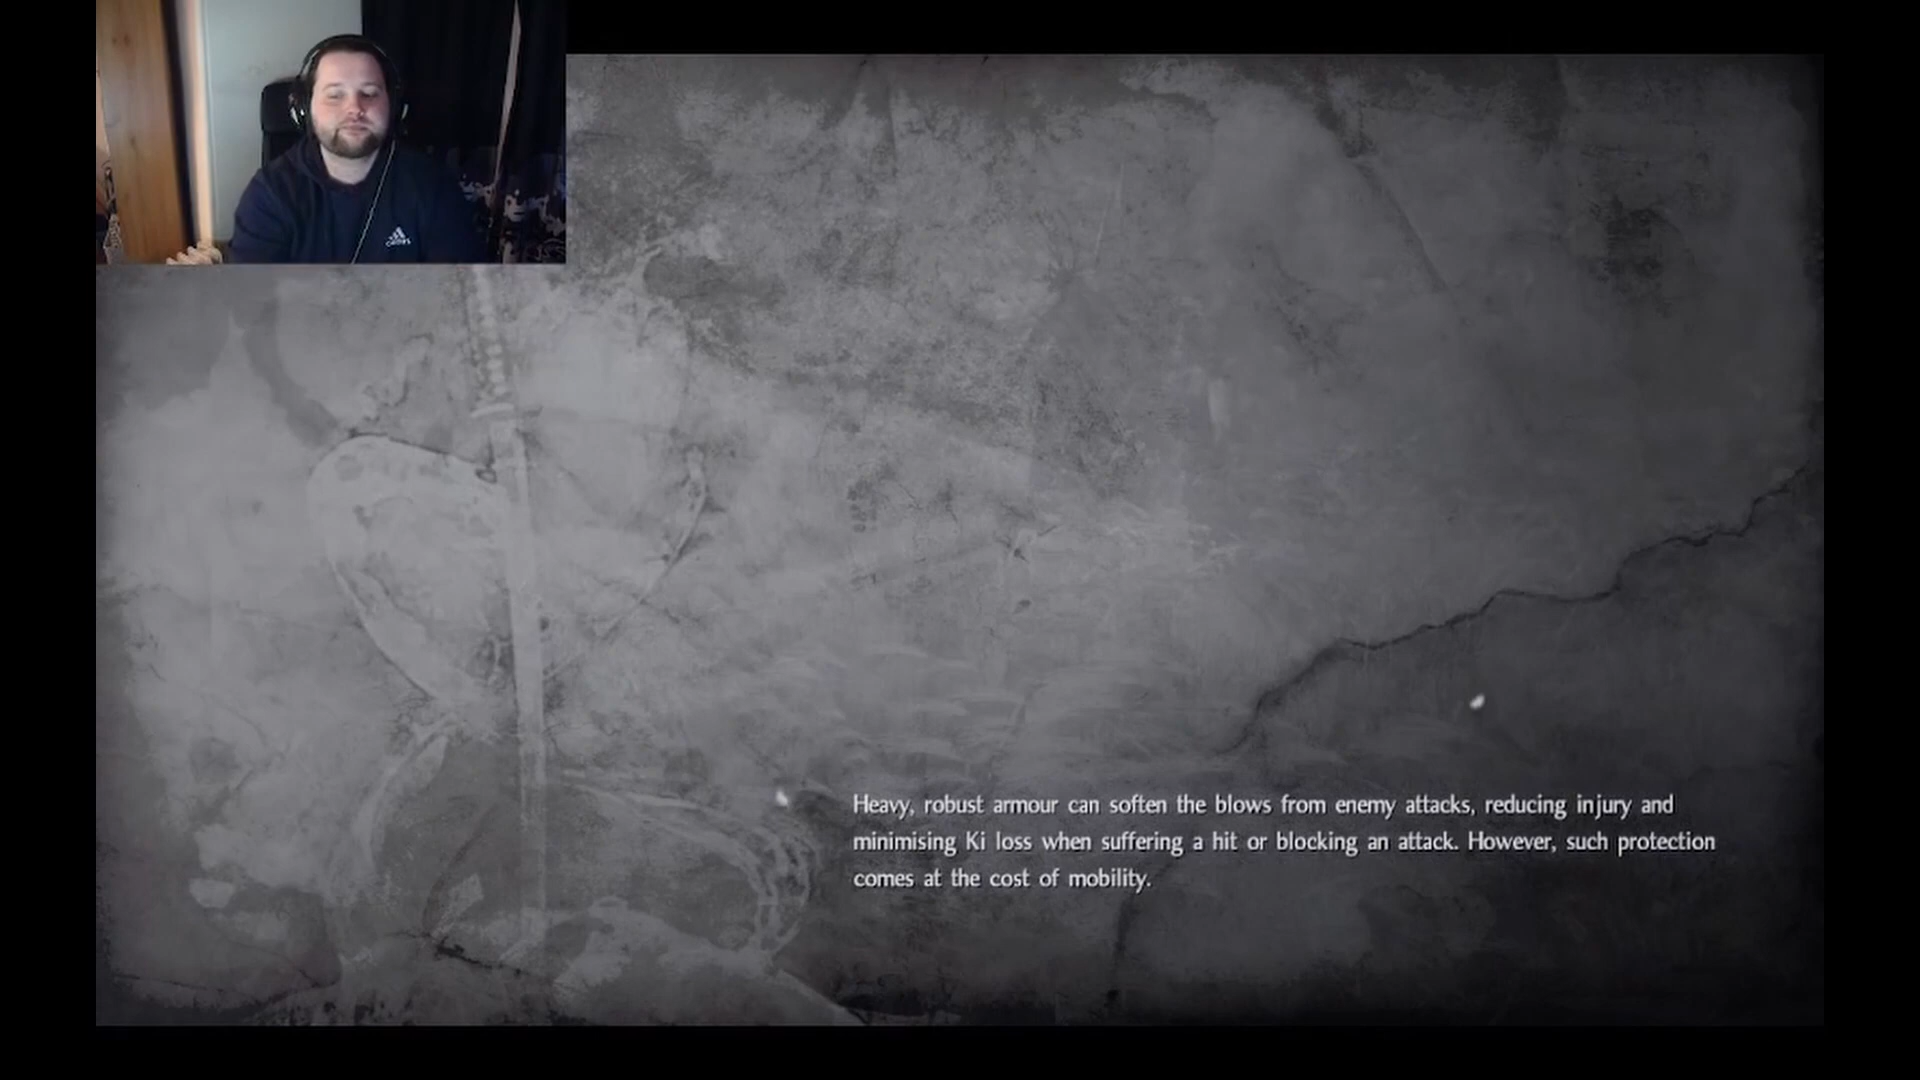 adidas
Heavy, robust armour can soften the blows from enemy attacks, reducing injury and
minimising Ki loss when suffering a hit or blocking an attack. However, such protection
comes at the cost of mobility.